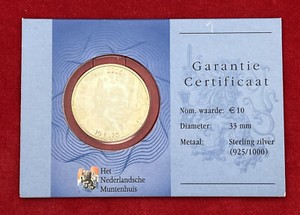 Garantie
Certificaat
Nom. waarde: € 10
Diameter: 33 mm
Metaal: Sterling zilver
(925/1000)
Het
Nederlandsche
Muntenhuis